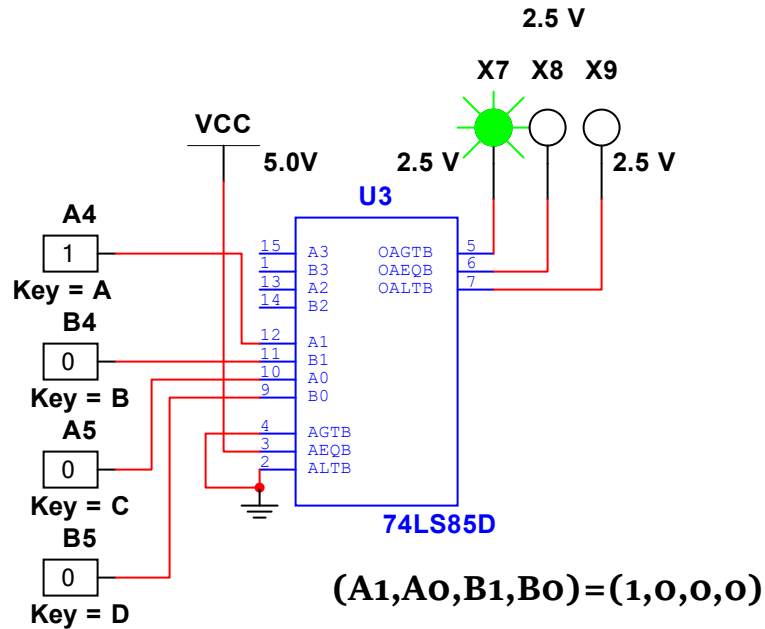 2.5 V
X7 X8 X9
VCC
5.0V 2.5 V 2.5 V
U3
A4
1
Key = A
B4
0
Key = B
A5
0
Key = C
B5
0
Key = D
15 A3 OAGTB 5
1 B3 OAEQB 6
13 A2 OALTB 7
14 B2
12 A1
11 B1
10 A0
9 B0
4 AGTB
3 AEQB
2 ALTB
74LS85D
(A1,A0,B1,B0)=(1,0,0,0)